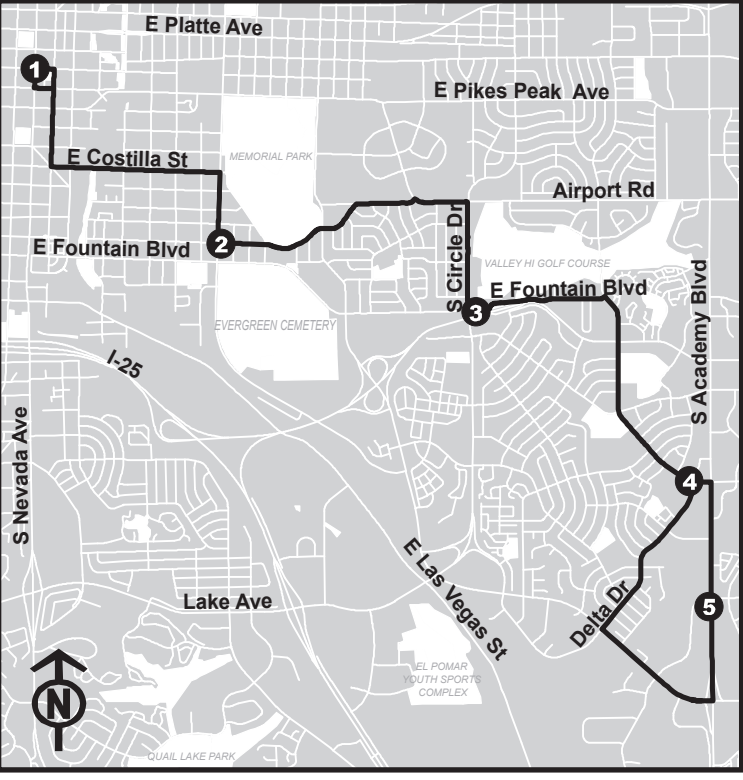 E Platte Ave
1
E Pikes Peak Ave
E Costilla St
MEMORIAL PARK
Airport Rd
S Circle Dr
E Fountain Blvd
2
VALLEY HI GOLF COURSE
E Fountain Blvd
3
S Academy Blvd
EVERGREEN CEMETERY
I-25
S Nevada Ave
4
E Las Vegas St
Lake Ave
Delta Dr
5
EL POMAR
YOUTH SPORTS
COMPLEX
N
QUAIL LAKE PARK